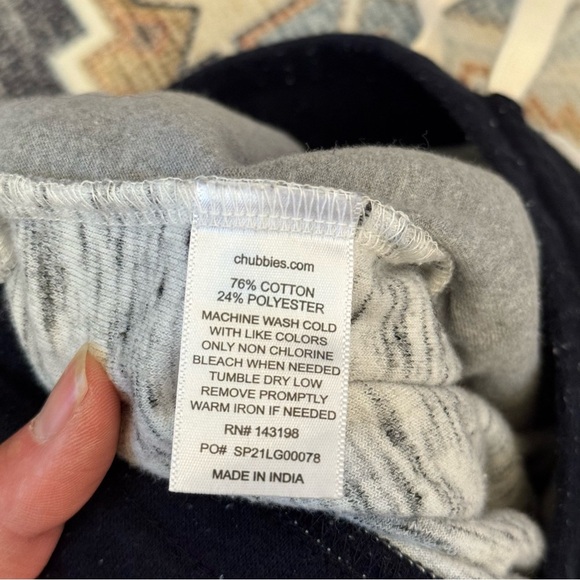 chubbies.com
76% COTTON
24% POLYESTER
MACHINE WASH COLD
WITH LIKE COLORS
ONLY NON CHLORINE
BLEACH WHEN NEEDED
TUMBLE DRY LOW
REMOVE PROMPTLY
WARM IRON IF NEEDED
RN# 143198
PO# SP21LG00078
MADE IN INDIA